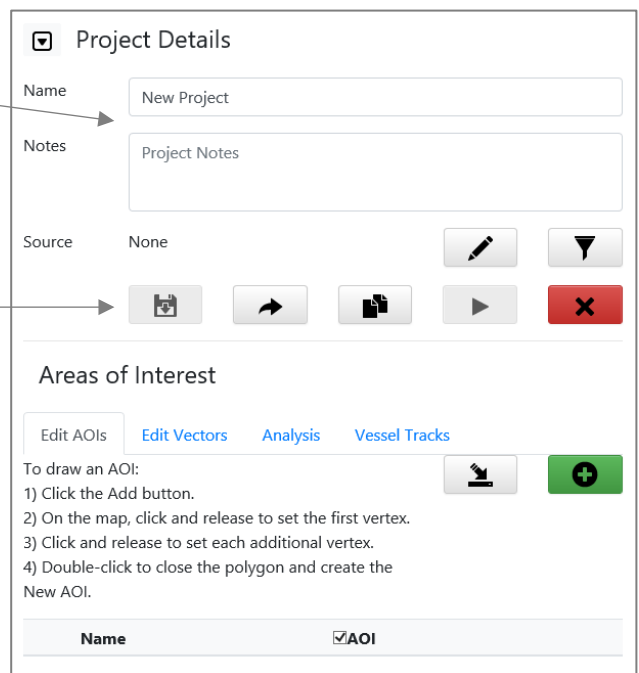 Project Details
Name
New Project
Notes
Project Notes
Source None
Areas of Interest
Edit AOIs Edit Vectors Analysis Vessel Tracks
To draw an AOI:
1) Click the Add button.
2) On the map, click and release to set the first vertex.
3) Click and release to set each additional vertex.
4) Double-click to close the polygon and create the
New AOI.
Name ☑AOI